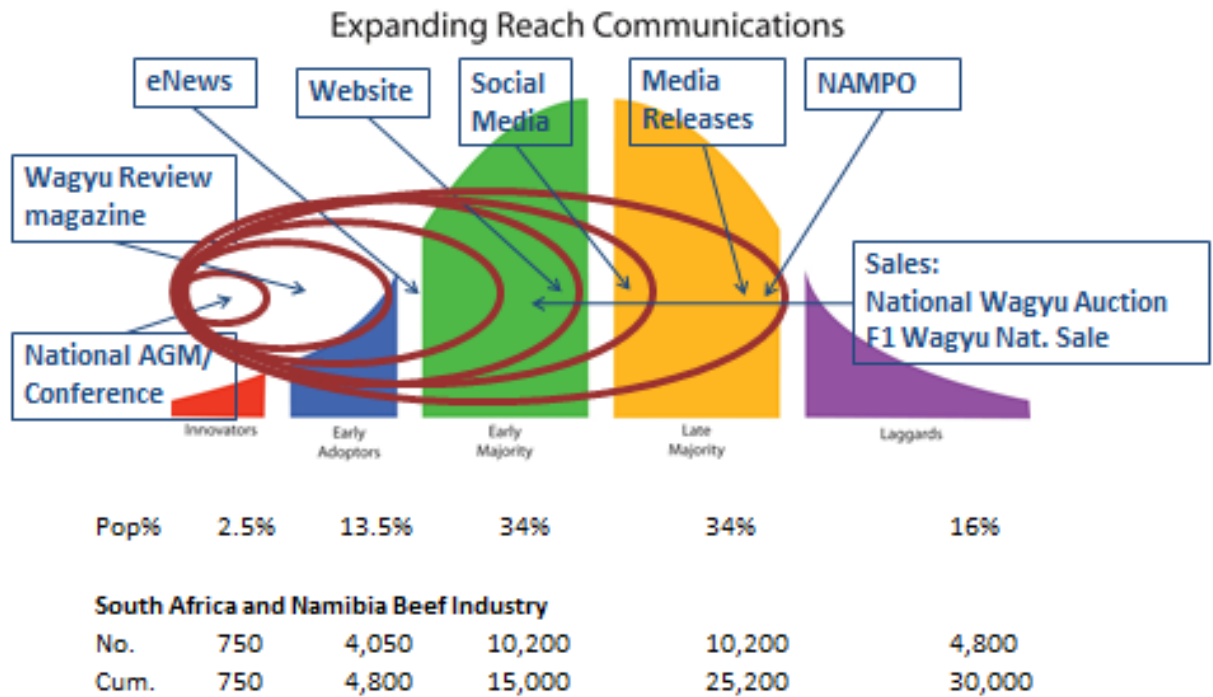 Expanding Reach Communications
eNews
Website
Social
Media
Media
Releases
NAMPO
Wagyu Review
magazine
Sales:
National Wagyu Auction
F1 Wagyu Nat. Sale
National AGM/
Conference
Innovators
Early
Adoptors
Early
Majority
Late
Majority
Laggards
Pop% 2.5% 13.5% 34% 34% 16%
South Africa and Namibia Beef Industry
No. 750 4,050 10,200 10,200 4,800
Cum. 750 4,800 15,000 25,200 30,000